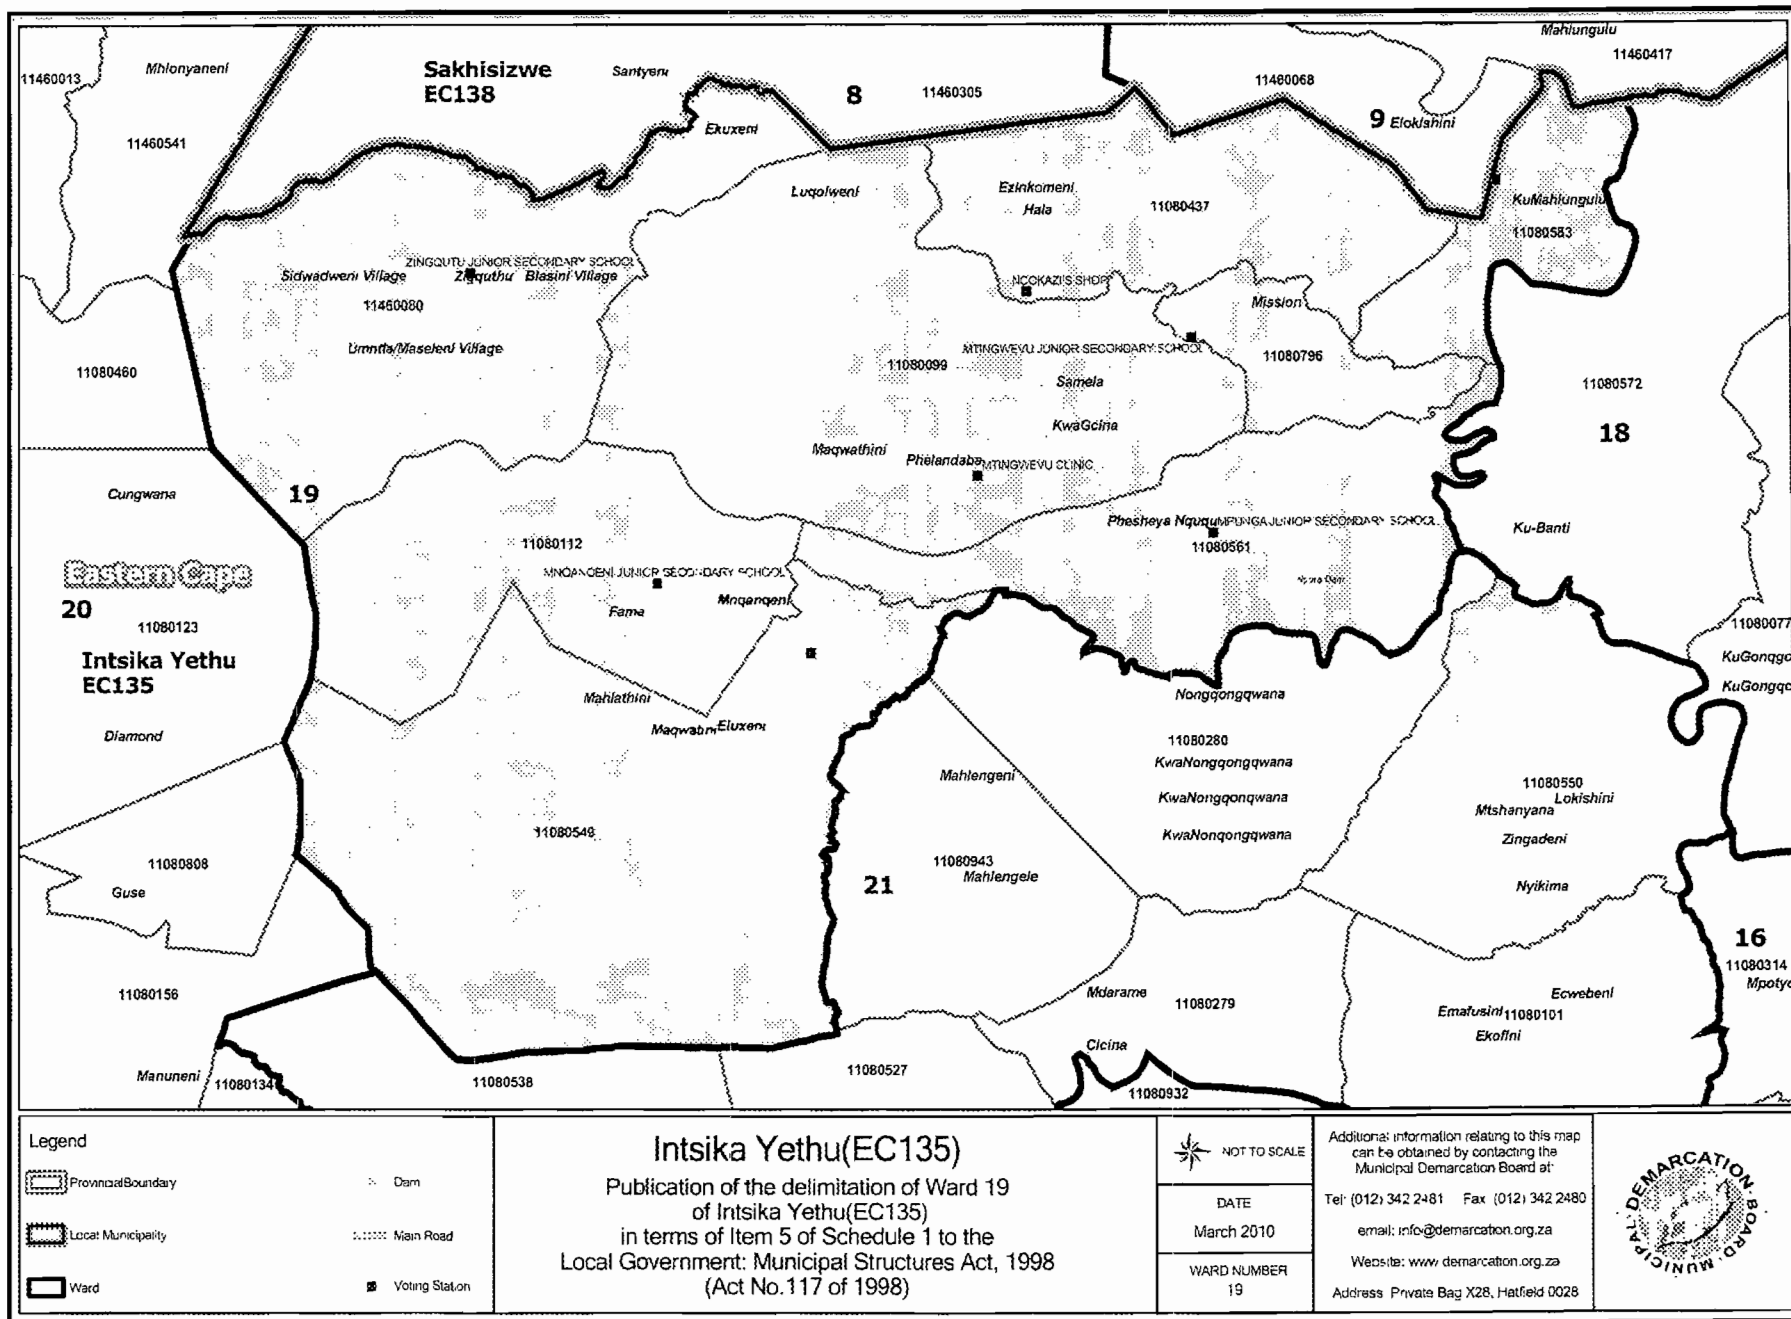 Mahlungulu
11460417
11460013
Mhlonyaneni
Sakhisizwe
EC138
Santyeni
8
11460305
11460068
9
Elokishini
11460541
Ekuxeni
Luqolweni
Ezinkomeni
Hala
11080437
KuMahlungulu
11080583
ZINGQUTU JUNIOR SECONDARY SCHOOL
Sidwadweni Village
Zinquthu
Blasini Village
11460080
NCOKAZI'S SHOP
Mission
Umntla/Maseleni Village
MTINGWEVU JUNIOR SECONDARY SCHOOL
11080796
11080460
11080099
Samela
11080572
KwaGcina
18
Maqwathini
Phelandaba
MTINGWEVU CLINIC
Cungwana
19
Phesheya Nququ
MPUNGA JUNIOR SECONDARY SCHOOL
Ku-Banti
11080112
11080561
Eastern Cape
MNQANQENI JUNIOR SECONDARY SCHOOL
20
Fama
Mnqanqeni
11080123
11080077
Intsika Yethu
EC135
KuGonqgc
KuGongqc
Mahlathini
Nongqongqwana
Diamond
Eluxeni
11080280
KwaNongqongqwana
Mahlengeni
11080550
KwaNongqonqwana
Lokishini
Mtshanyana
11080549
KwaNonqongqwana
Zingadeni
11080808
11080943
Mahlengele
Guse
21
Nyikima
16
11080314
Mpotyc
11080156
Mdarame
11080279
Ecwebeni
Emafusini
11080101
Ekofini
Cicina
Manuneni
11080134
11080538
11080527
11080932
Legend
Provincial Boundary
Dam
Local Municipality
Main Road
Ward
Voting Station
Intsika Yethu(EC135)
Publication of the delimitation of Ward 19
of Intsika Yethu(EC135)
in terms of Item 5 of Schedule 1 to the
Local Government: Municipal Structures Act, 1998
(Act No.117 of 1998)
NOT TO SCALE
DATE
March 2010
WARD NUMBER
19
Additional information relating to this map
can be obtained by contacting the
Municipal Demarcation Board at:
Tel: (012) 342 2481 Fax (012) 342 2480
email: info@demarcation.org.za
Website: www.demarcation.org.za
Address Private Bag X28, Hatfield 0028
MUNICIPAL DEMARCATION BOARD